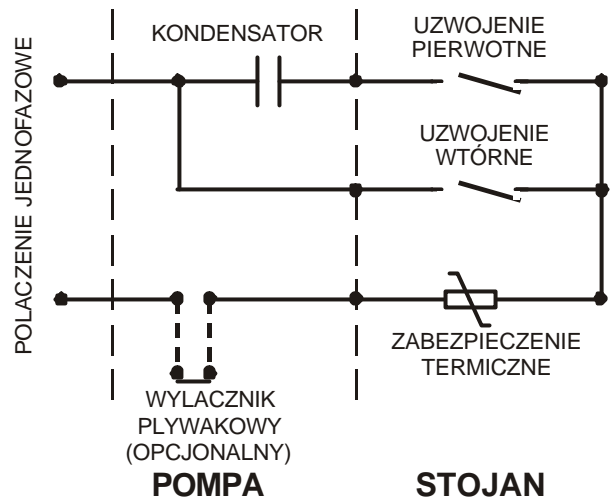 POLACZENIE JEDNOFAZOWE
KONDENSATOR
UZWOJENIE
PIERWOTNE
UZWOJENIE
WTÓRNE
ZABEZPIECZENIE
TERMICZNE
WYLACZNIK
PLYWAKOWY
(OPCJONALNY)
POMPA
STOJAN